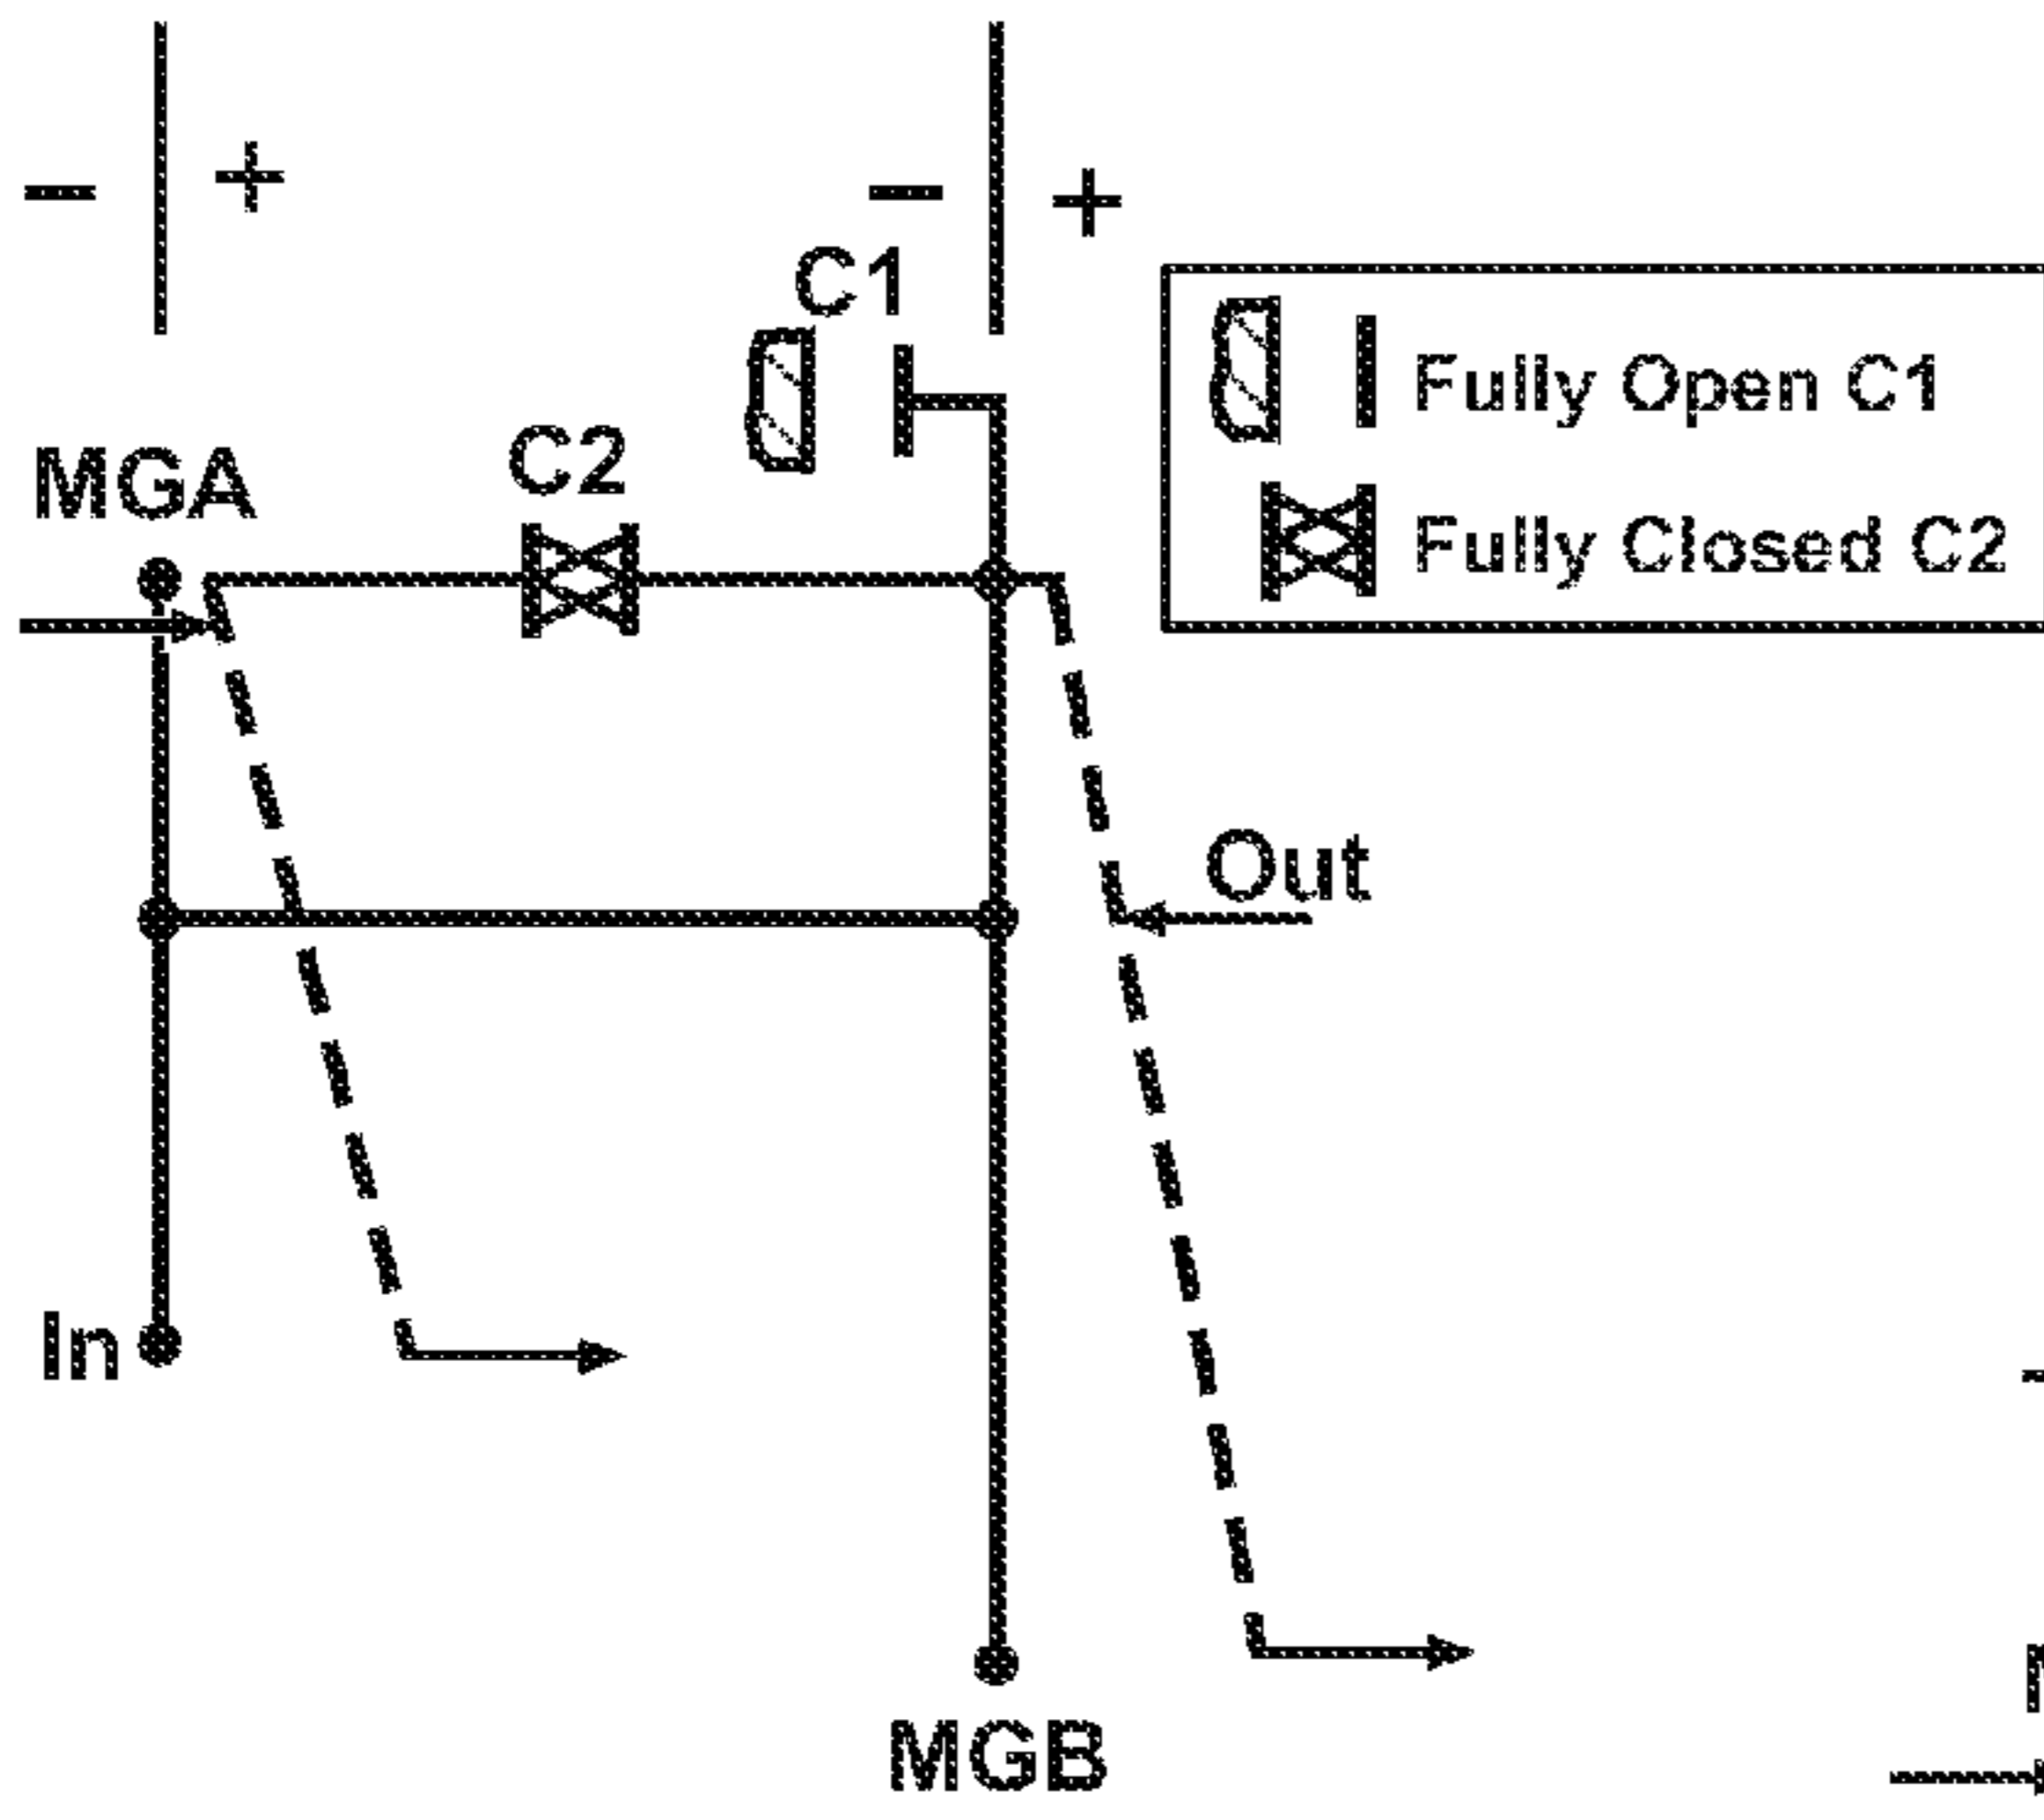 − + − +
C1
Fully Open C1
MGA
C2
Fully Closed C2
Out
In
MGB